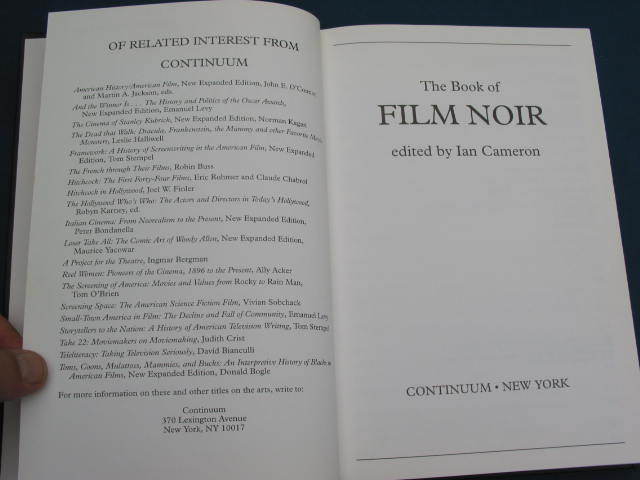 OF RELATED INTEREST FROM
CONTINUUM
American History/American Film, New Expanded Edition, John E. O'Connor
and Martin A. Jackson, eds.
And the Winner Is . . . The History and Politics of the Oscar Awards,
New Expanded Edition, Emanuel Levy
The Cinema of Stanley Kubrick, New Expanded Edition, Norman Kagan
The Dead that Walk: Dracula, Frankenstein, the Mummy and other Favorite Movie
Monsters, Leslie Halliwell
Framework: A History of Screenwriting in the American Film, New Expanded
Edition, Tom Stempel
The French through Their Films, Robin Buss
Hitchcock: The First Forty-Four Films, Eric Rohmer and Claude Chabrol
Hitchcock in Hollywood, Joel W. Finler
The Hollywood Who's Who: The Actors and Directors in Today's Hollywood,
Robyn Karney, ed.
Italian Cinema: From Neorealism to the Present, New Expanded Edition,
Peter Bondanella
Loser Take All: The Comic Art of Woody Allen, New Expanded Edition,
Maurice Yacowar
A Project for the Theatre, Ingmar Bergman
Reel Women: Pioneers of the Cinema, 1896 to the Present, Ally Acker
The Screening of America: Movies and Values from Rocky to Rain Man,
Tom O'Brien
Screening Space: The American Science Fiction Film, Vivian Sobchack
Small-Town America in Film: The Decline and Fall of Community, Emanuel Levy
Storytellers to the Nation: A History of American Television Writing, Tom Stempel
Take 22: Moviemakers on Moviemaking, Judith Crist
Teleliteracy: Taking Television Seriously, David Bianculli
Toms, Coons, Mulattos, Mammies, and Bucks: An Interpretive History of Blacks in
American Films, New Expanded Edition, Donald Bogle
For more information on these and other titles on the arts, write to:
Continuum
370 Lexington Avenue
New York, NY 10017
The Book of
FILM NOIR
edited by Ian Cameron
CONTINUUM • NEW YORK